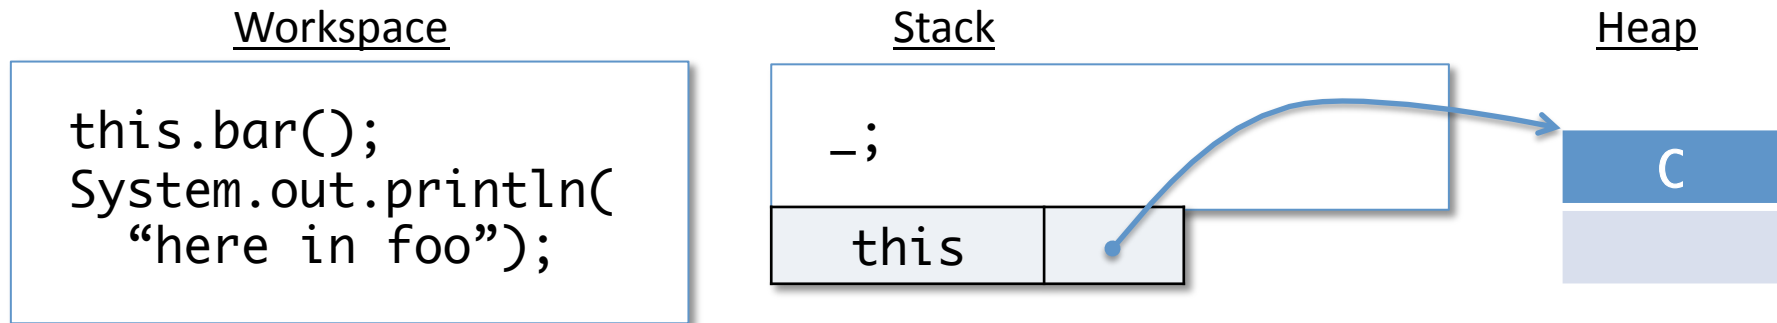 Workspace
Stack
Heap
this.bar();
System.out.println(
“here in foo”);
_;
this
C